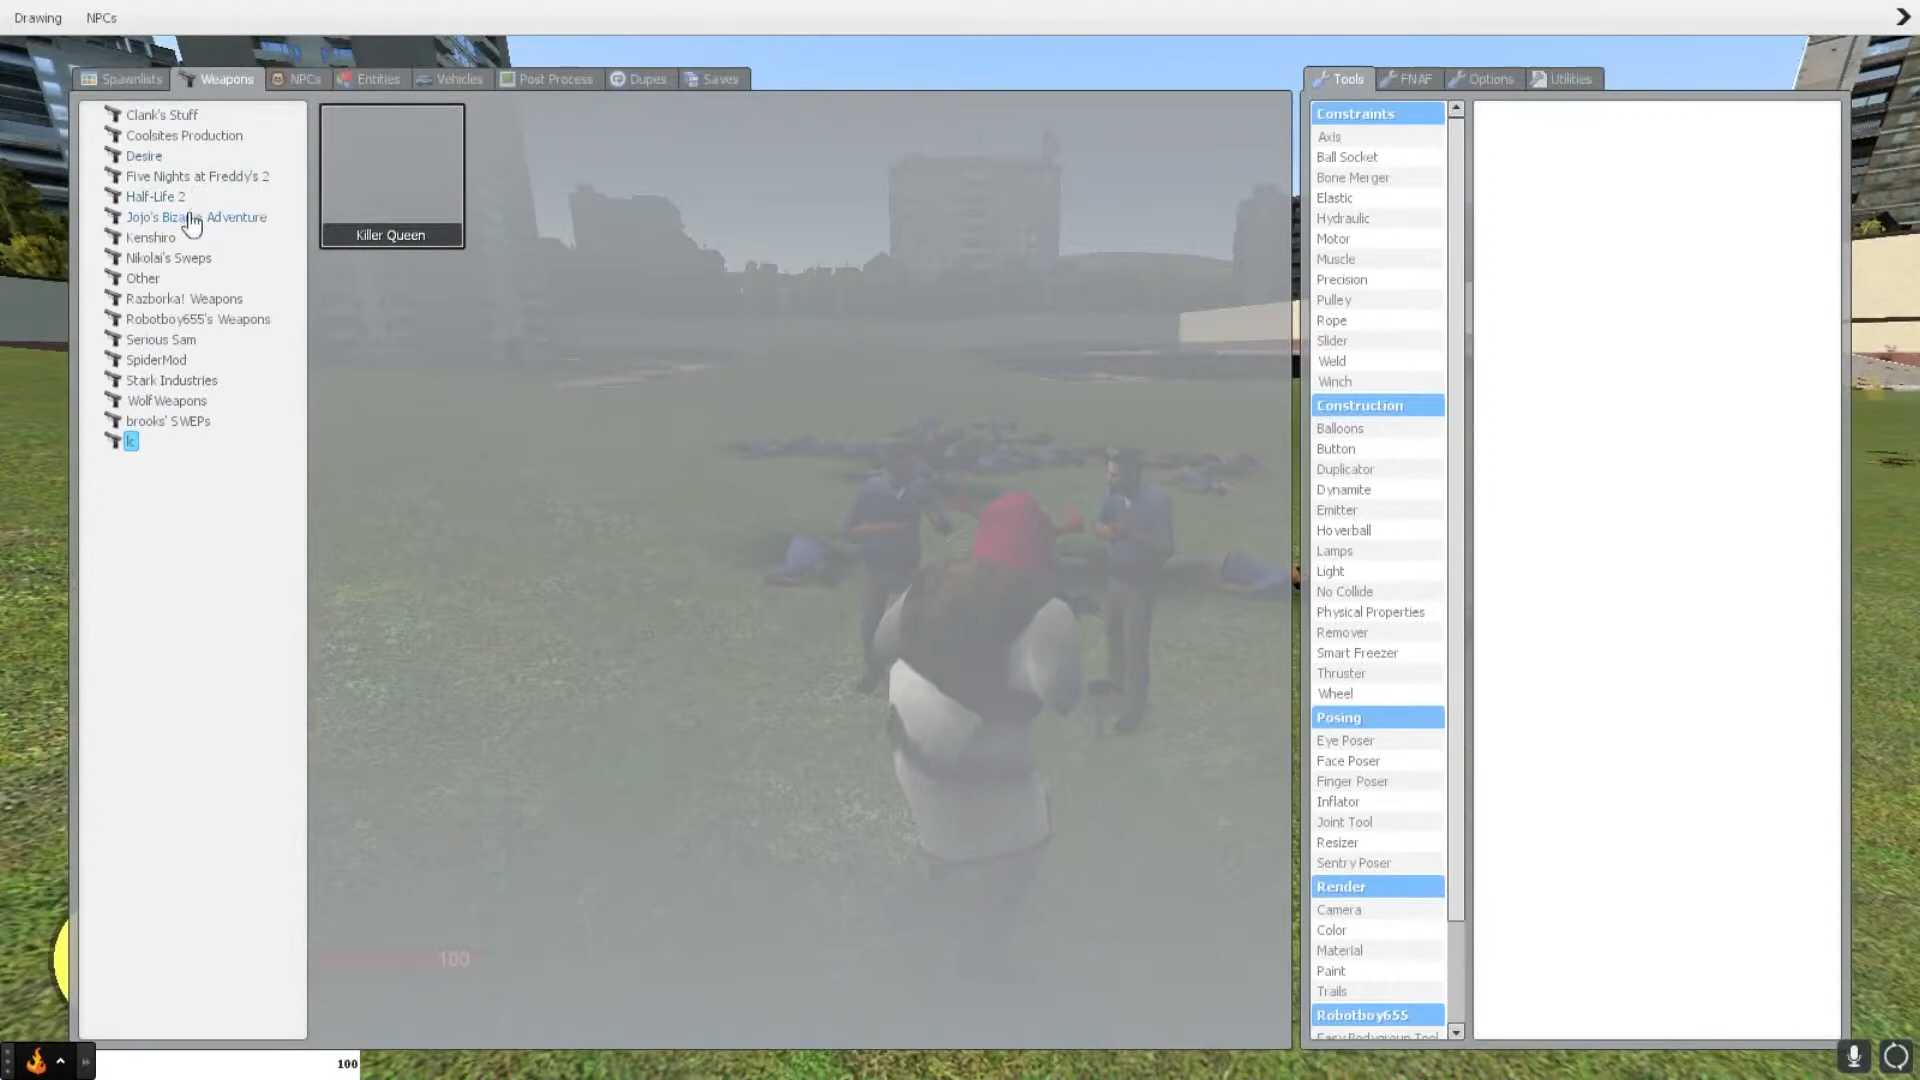 Drawing NPCs
Spawnlists Weapons NPCs Entities Vehicles Post Process Dupes Saves
Clank's Stuff
Coolsites Production
Desire
Five Nights at Freddy's 2
Half-Life 2
Jojo's Bizarre Adventure
Kenshiro
Nikolai's Sweps
Other
Razborka! Weapons
Robotboy655's Weapons
Serious Sam
SpiderMod
Stark Industries
Wolf Weapons
brooks' SWEPs
lc
Killer Queen
100
100
Tools FNAF Options Utilities
Constraints
Axis
Ball Socket
Bone Merger
Elastic
Hydraulic
Motor
Muscle
Precision
Pulley
Rope
Slider
Weld
Winch
Construction
Balloons
Button
Duplicator
Dynamite
Emitter
Hoverball
Lamps
Light
No Collide
Physical Properties
Remover
Smart Freezer
Thruster
Wheel
Posing
Eye Poser
Face Poser
Finger Poser
Inflator
Joint Tool
Resizer
Sentry Poser
Render
Camera
Color
Material
Paint
Trails
Robotboy655
Easy Bodygroup Tool